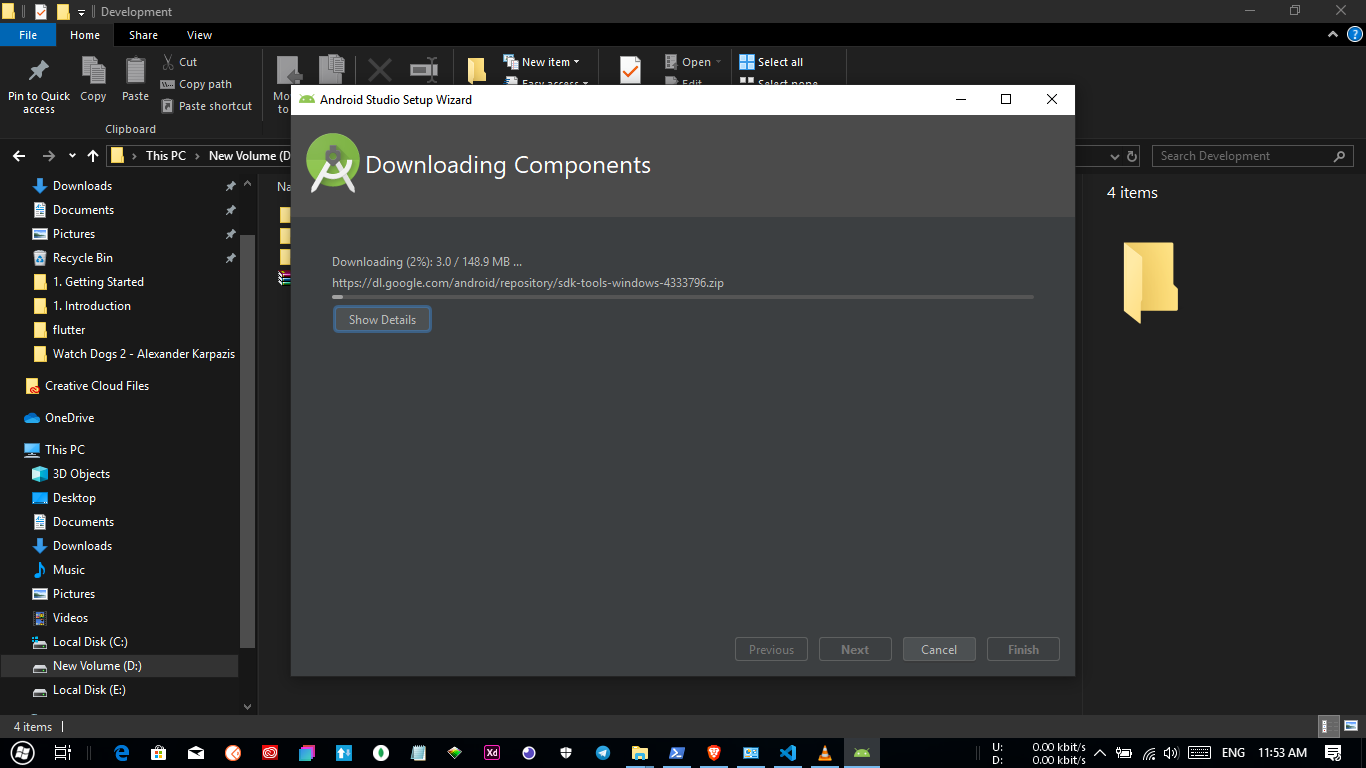 Development
File Home Share View
Pin to Quick access
Copy
Paste
Cut
Copy path
Paste shortcut
Clipboard
New item
Open
Select all
Select none
Easy access
Edit
Android Studio Setup Wizard
This PC
New Volume (D
Search Development
Downloading Components
Downloading (2%): 3.0 / 148.9 MB ...
https://dl.google.com/android/repository/sdk-tools-windows-4333796.zip
Show Details
Previous
Next
Cancel
Finish
Downloads
Documents
Pictures
Recycle Bin
1. Getting Started
1. Introduction
flutter
Watch Dogs 2 - Alexander Karpazis
Creative Cloud Files
OneDrive
This PC
3D Objects
Desktop
Documents
Downloads
Music
Pictures
Videos
Local Disk (C:)
New Volume (D:)
Local Disk (E:)
4 items
4 items
Xd
U: 0.00 kbit/s
D: 0.00 kbit/s
ENG
11:53 AM